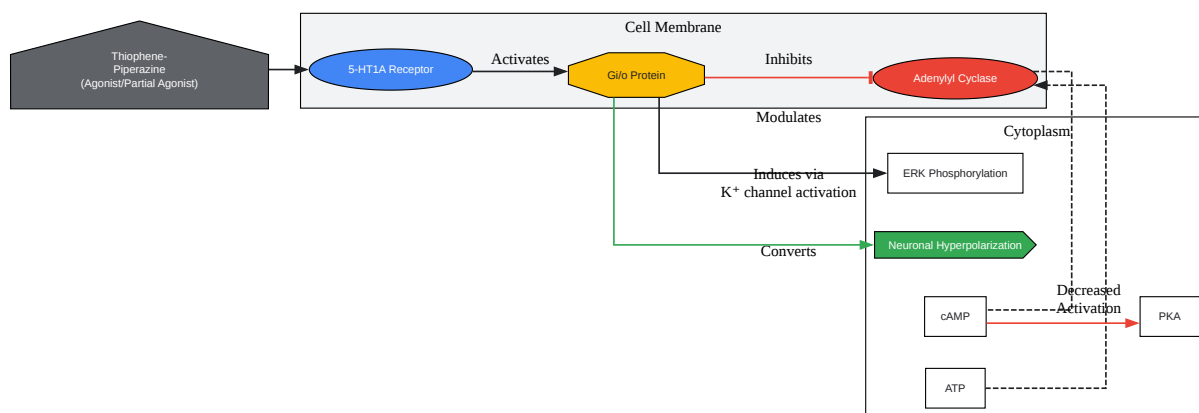 Cell Membrane
Thiophene-
Piperazine
(Agonist/Partial Agonist)
5-HT1A Receptor
Activates
Gi/o Protein
Inhibits
Adenylyl Cyclase
Modulates
Cytoplasm
Induces via
K⁺ channel activation
ERK Phosphorylation
Converts
Neuronal Hyperpolarization
Decreased
Activation
cAMP
PKA
ATP